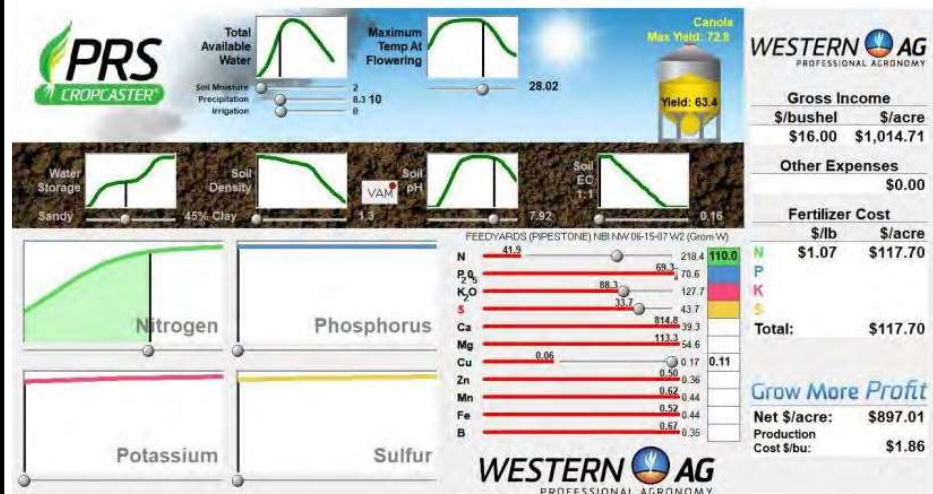 PRS
CROPCASTER®
Total
Available
Water
Soil Moisture 2
Precipitation 8.3 10
Irrigation 0
Maximum
Temp At
Flowering
28.02
Canola
Max Yield: 72.8
Yield: 63.4
Water
Storage
Sandy
45% Clay
Soil
Density
1.3
VAM
Soil
pH
7.92
Soil
EC
1:1
0.16
Nitrogen
Phosphorus
Potassium
Sulfur
FEEDYARDS (PIPESTONE) NBI NW 06-15-07 W2 (Grom W)
N 41.9 218.4 110.0
P2O5 69.3 70.6
K2O 88.3 127.7
S 33.7 43.7
Ca 814.8 39.3
Mg 113.3 54.6
Cu 0.06 0.17 0.11
Zn 0.50 0.36
Mn 0.62 0.44
Fe 0.52 0.44
B 0.67 0.35
WESTERN AG
PROFESSIONAL AGRONOMY
WESTERN AG
PROFESSIONAL AGRONOMY
Gross Income
$/bushel $/acre
$16.00 $1,014.71
Other Expenses
$0.00
Fertilizer Cost
$/lb $/acre
N $1.07 $117.70
P
K
S
Total: $117.70
Grow More Profit
Net $/acre: $897.01
Production
Cost $/bu: $1.86